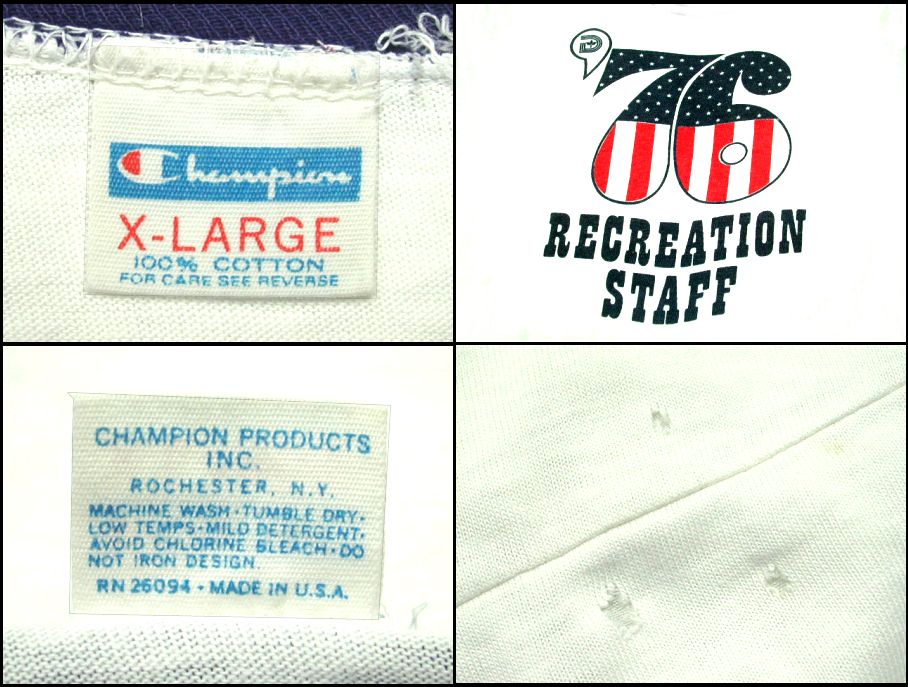 Champion
X-LARGE
100% COTTON
FOR CARE SEE REVERSE
'76
RECREATION
STAFF
CHAMPION PRODUCTS
INC.
ROCHESTER, N.Y.
MACHINE WASH·TUMBLE DRY·
LOW TEMPS·MILD DETERGENT·
AVOID CHLORINE BLEACH·DO
NOT IRON DESIGN.
RN 26094 · MADE IN U.S.A.